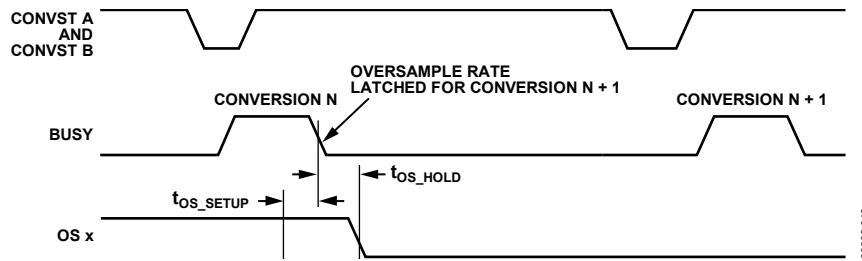 CONVST A
AND
CONVST B
OVERSAMPLE RATE
LATCHED FOR CONVERSION N + 1
CONVERSION N
CONVERSION N + 1
BUSY
tOS_HOLD
tOS_SETUP
OS x